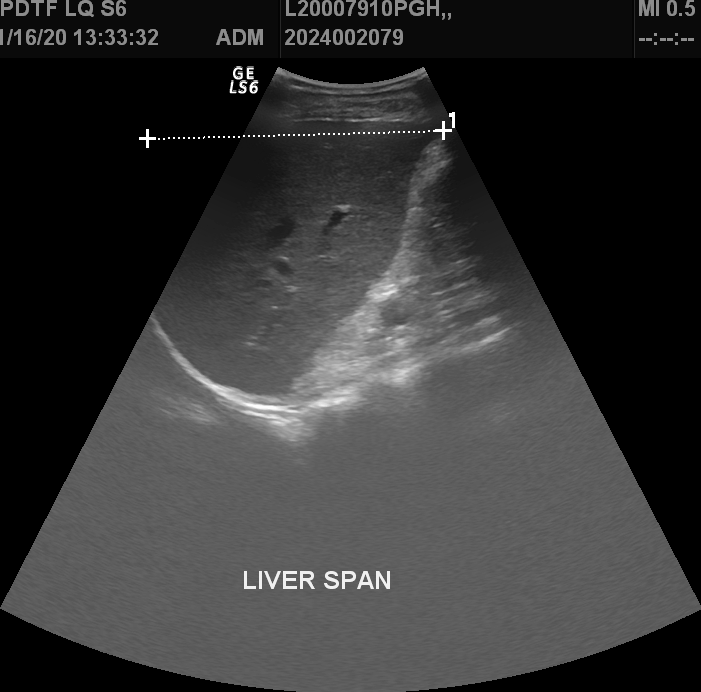 PDTF LQ S6
L20007910PGH,,
MI 0.5
1/16/20 13:33:32
ADM
2024002079
--:--:--
GE
LS6
1
LIVER SPAN